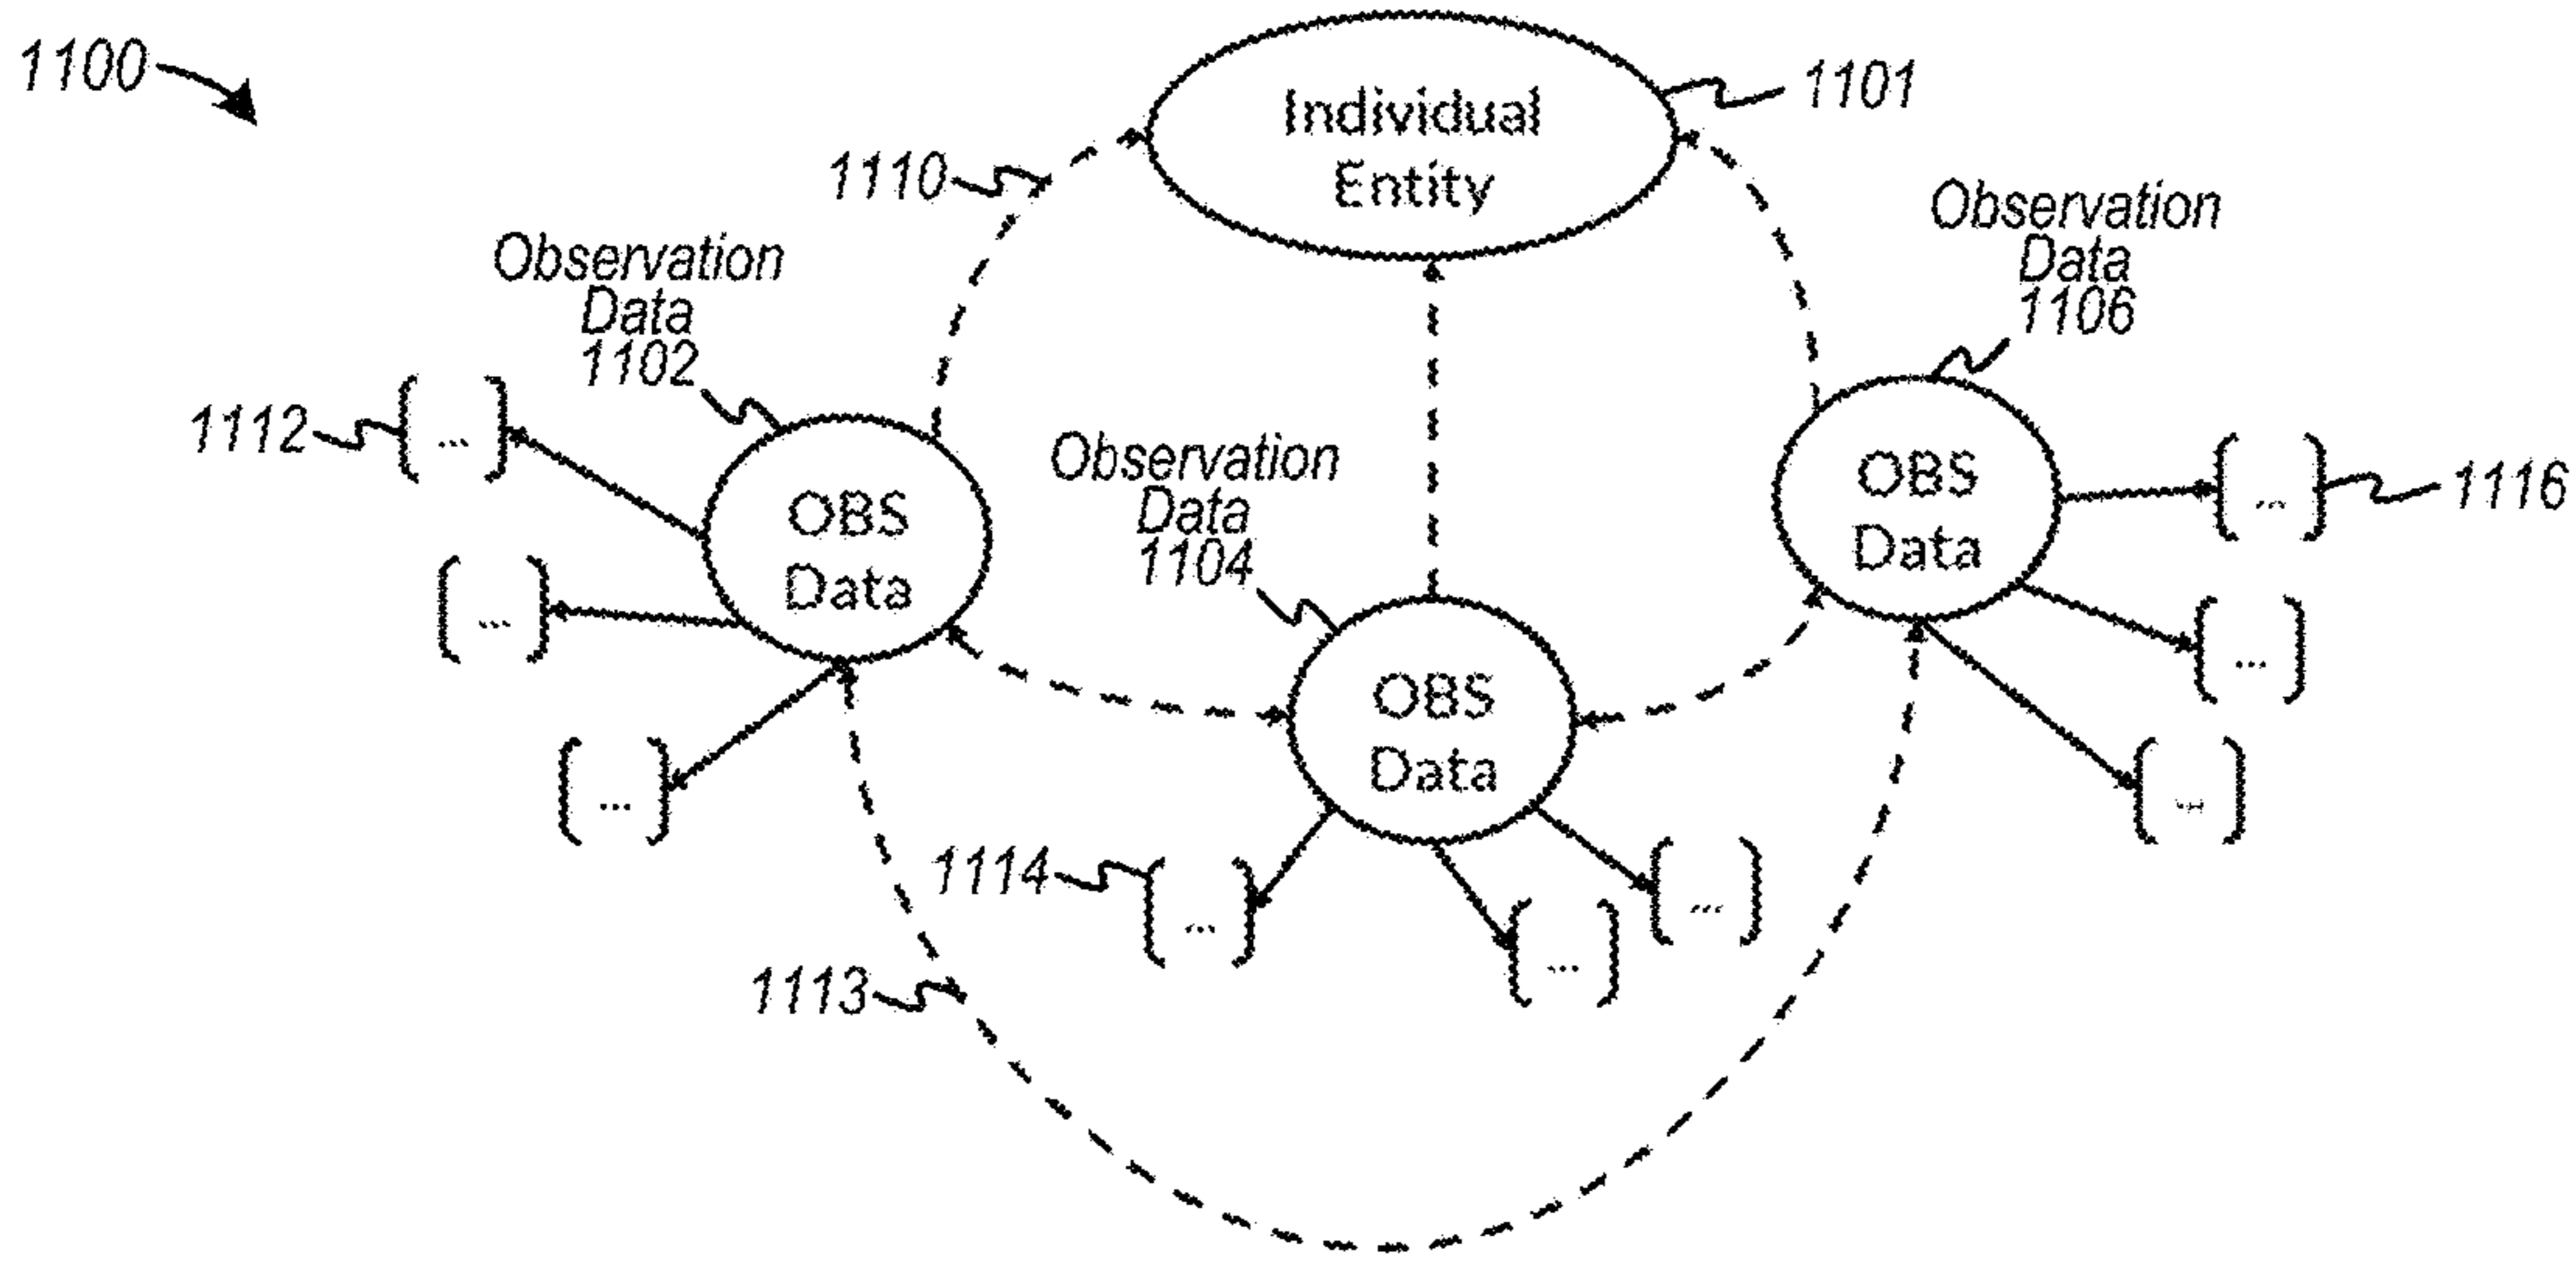 1100
Individual
Entity
1101
1110
Observation
Data
1102
Observation
Data
1106
1112
[...]
OBS
Data
Observation
Data
1104
OBS
Data
[...]
1116
[...]
[...]
[...]
OBS
Data
[...]
[...]
1114
[...]
[...]
[...]
1113